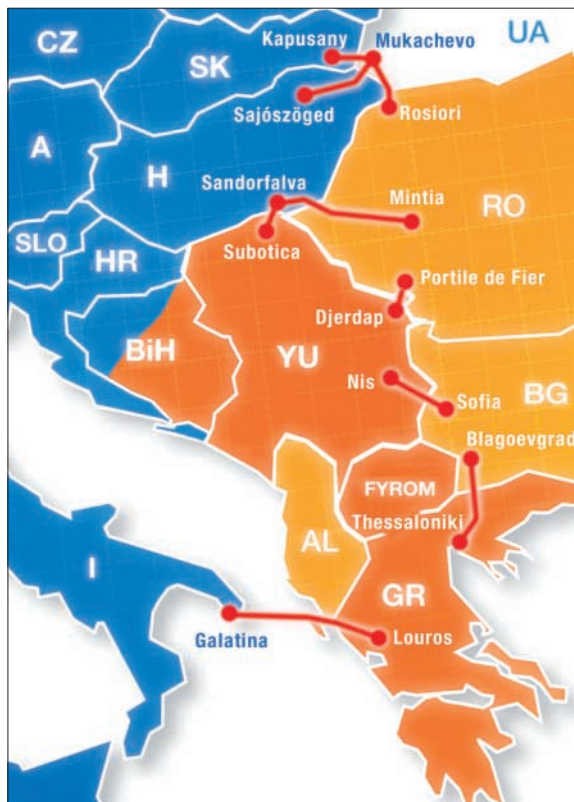 CZ
Kapusany
Mukachevo
UA
SK
Sajószöged
Rosiori
A
H
Sandorfalva
Mintia
RO
SLO
HR
Subotica
Portile de Fier
Djerdap
BiH
YU
Nis
Sofia
BG
Blagoevgrad
FYROM
Thessaloniki
AL
I
GR
Galatina
Louros